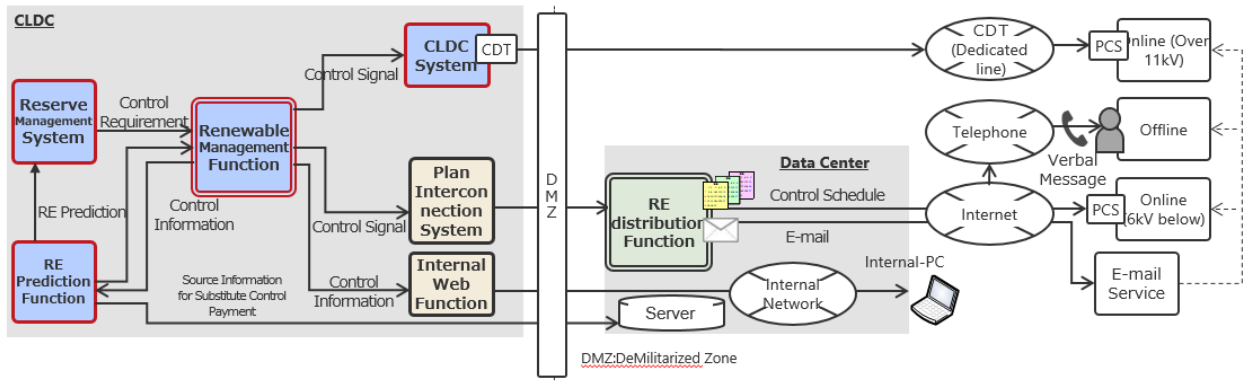 CLDC
CLDC
System
CDT
Control Signal
Reserve
Management
System
Control
Requirement
Renewable
Management
Function
RE Prediction
Control
Information
RE
Prediction
Function
Source Information
for Substitute Control
Payment
Plan
Intercon
nection
System
Control Signal
Internal
Web
Function
Control
Information
D
M
Z
DMZ:DeMilitarized Zone
Data Center
RE
distribution
Function
Control Schedule
E-mail
Server
Internal
Network
Internal-PC
CDT
(Dedicated
line)
PCS
Online (Over
11kV)
Telephone
Verbal
Message
Offline
Internet
PCS
Online
(6kV below)
E-mail
Service